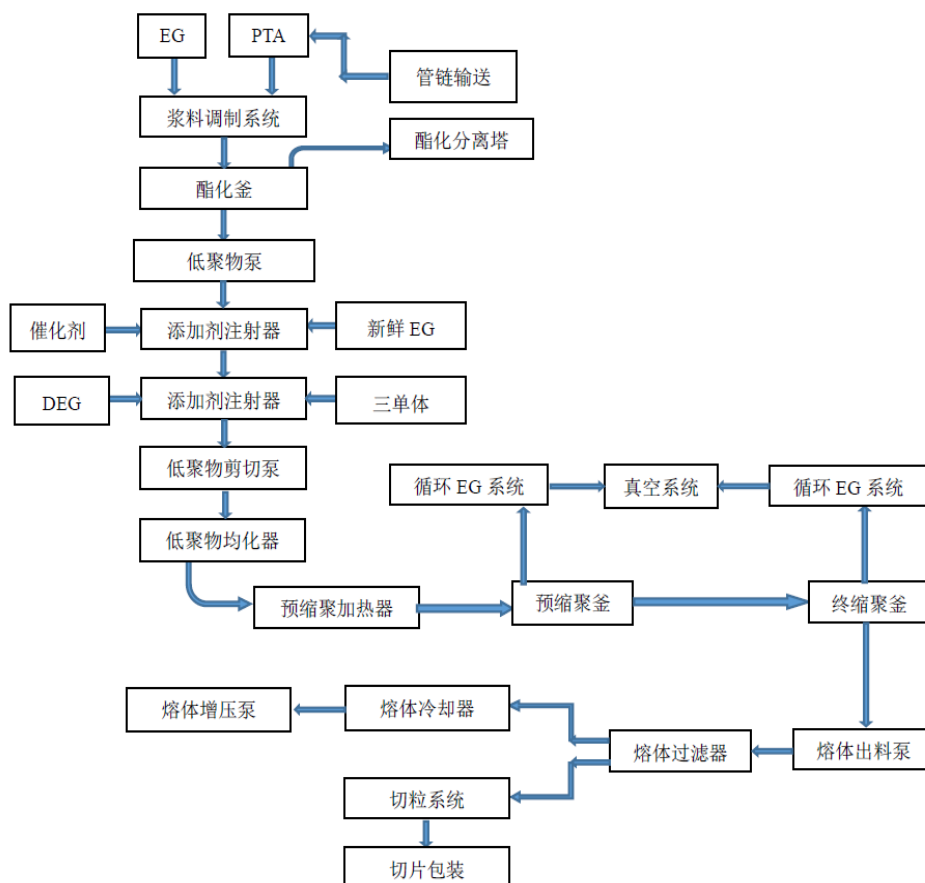 EG
PTA
管链输送
浆料调制系统
酯化分离塔
酯化釜
低聚物泵
催化剂
添加剂注射器
新鲜 EG
DEG
添加剂注射器
三单体
低聚物剪切泵
循环 EG 系统
真空系统
循环 EG 系统
低聚物均化器
预缩聚加热器
预缩聚釜
终缩聚釜
熔体增压泵
熔体冷却器
熔体过滤器
熔体出料泵
切粒系统
切片包装